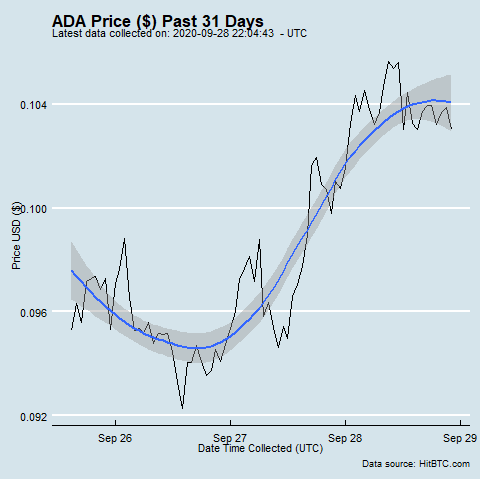 ADA Price ($) Past 31 Days
Latest data collected on: 2020-09-28 22:04:43 - UTC
Price USD ($)
0.104
0.100
0.096
0.092
Sep 26 Sep 27 Sep 28 Sep 29
Date Time Collected (UTC)
Data source: HitBTC.com